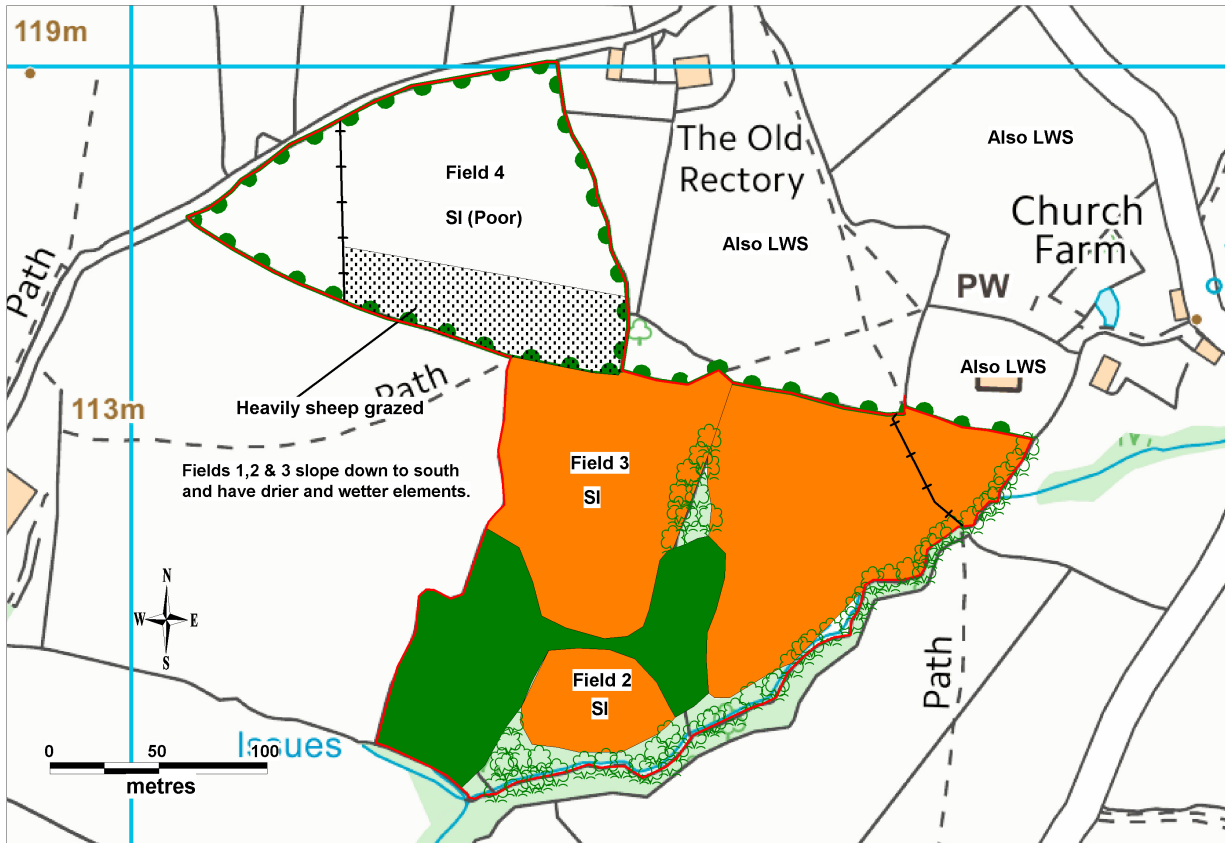 119m
The Old
Rectory
Also LWS
Field 4
SI (Poor)
Church
Farm
Also LWS
Path
PW
Also LWS
Path
113m
Heavily sheep grazed
Fields 1,2 & 3 slope down to south
and have drier and wetter elements.
Field 3
SI
N
W E
S
Field 2
SI
Path
Issues
0 50 100
metres